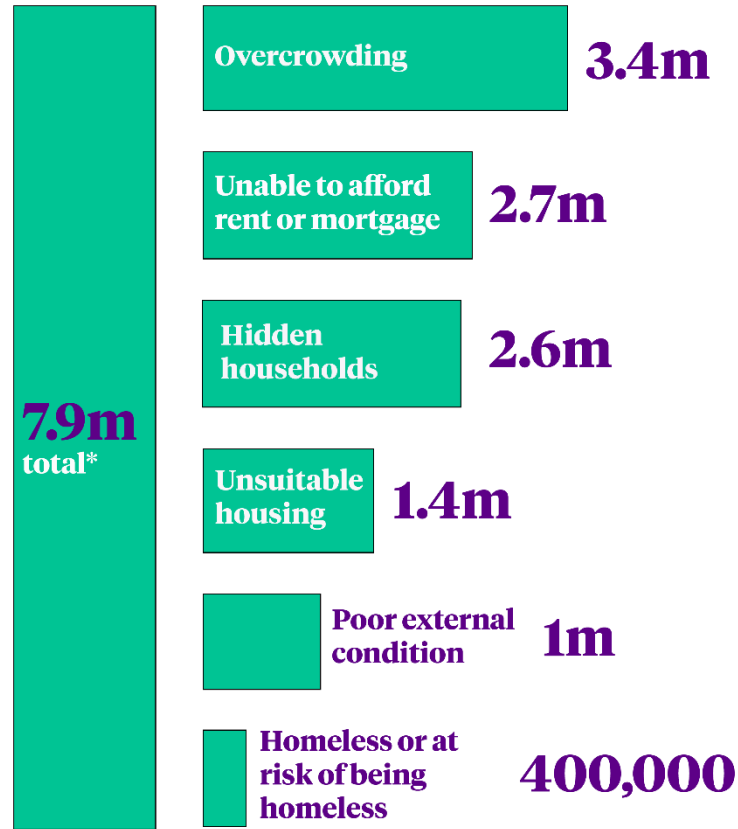 Overcrowding
3.4m
Unable to afford
rent or mortgage
2.7m
Hidden
households
2.6m
7.9m
total*
Unsuitable
housing
1.4m
Poor external
condition
1m
Homeless or at
risk of being
homeless
400,000